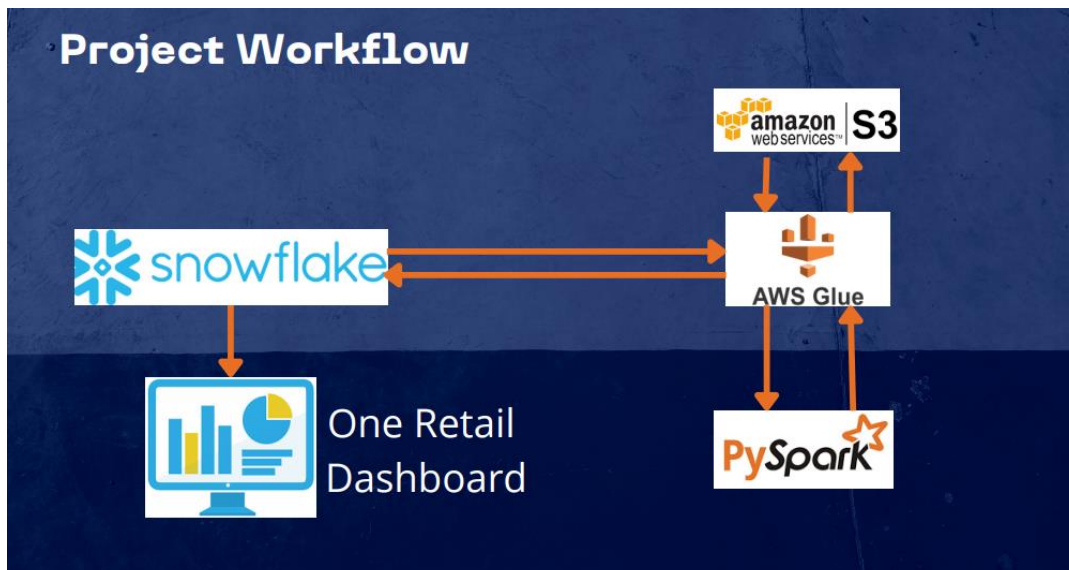 Project Workflow
amazon
webservices™
S3
snowflake
AWS Glue
One Retail
Dashboard
PySpark